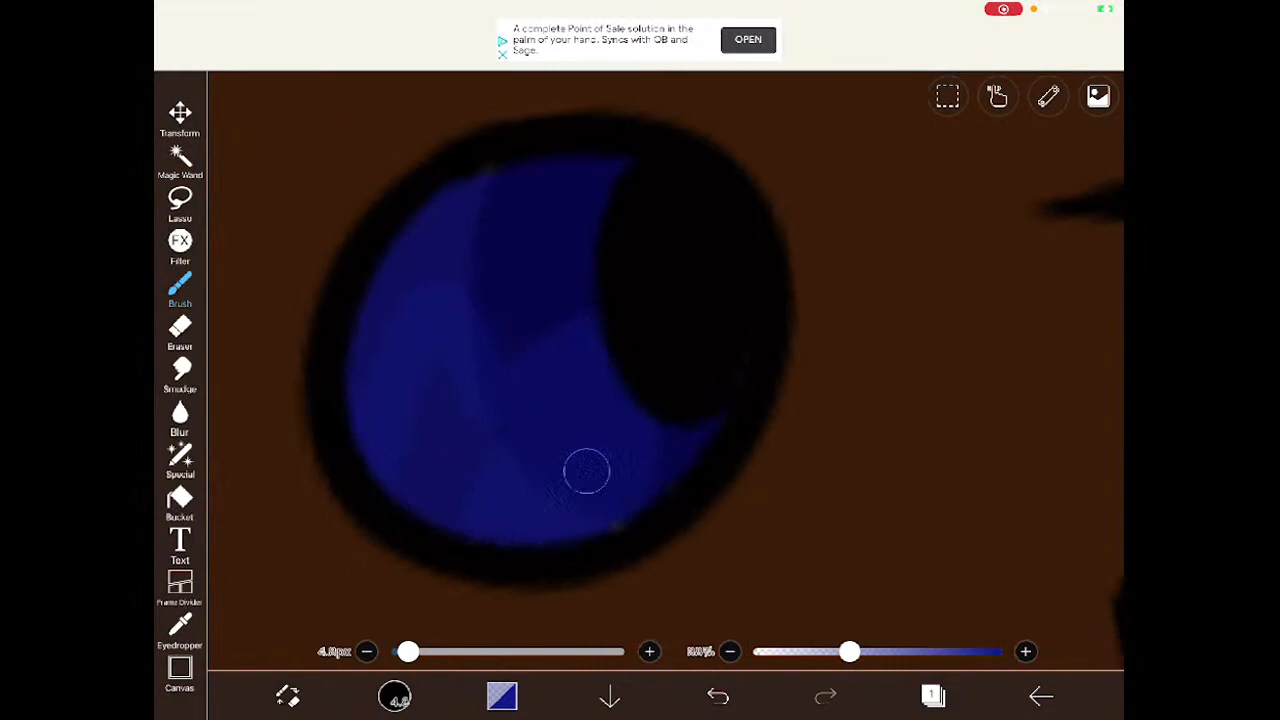 A complete Point of Sale solution in the
palm of your hand. Syncs with QB and
Sage.
OPEN
Transform
Magic Wand
Lasso
FX
Filter
Brush
Eraser
Smudge
Blur
Special
Bucket
T
Text
Frame Divider
Eyedropper
Canvas
1